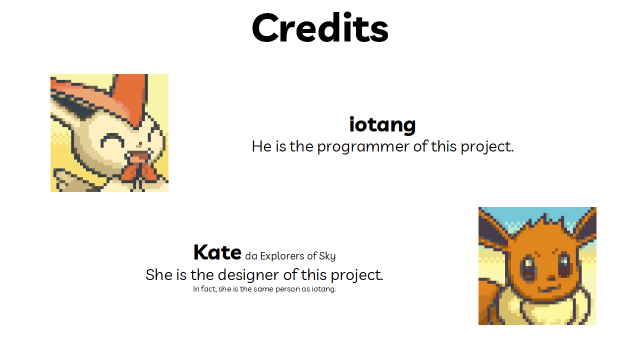 Credits
iotang
He is the programmer of this project.
Kate da Explorers of Sky
She is the designer of this project.
In fact, she is the same person as iotang.